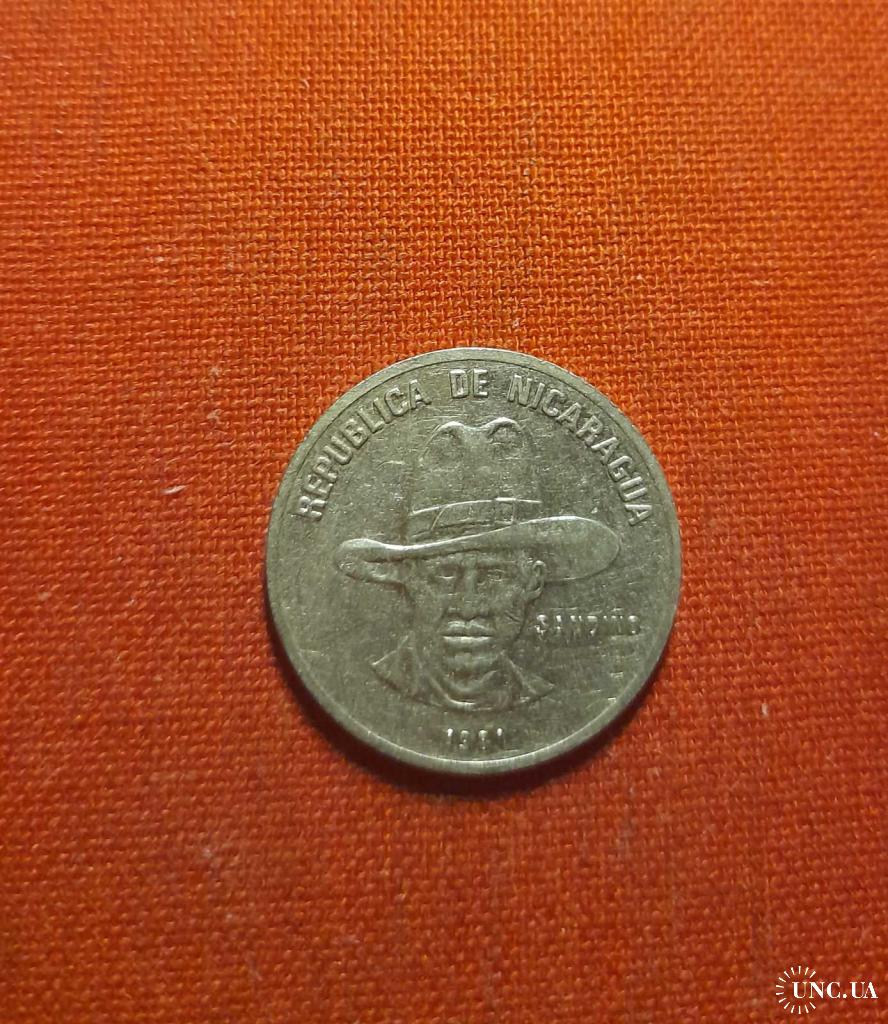 REPUBLICA DE NICARAGUA
SANDINO
1981
UNC.UA